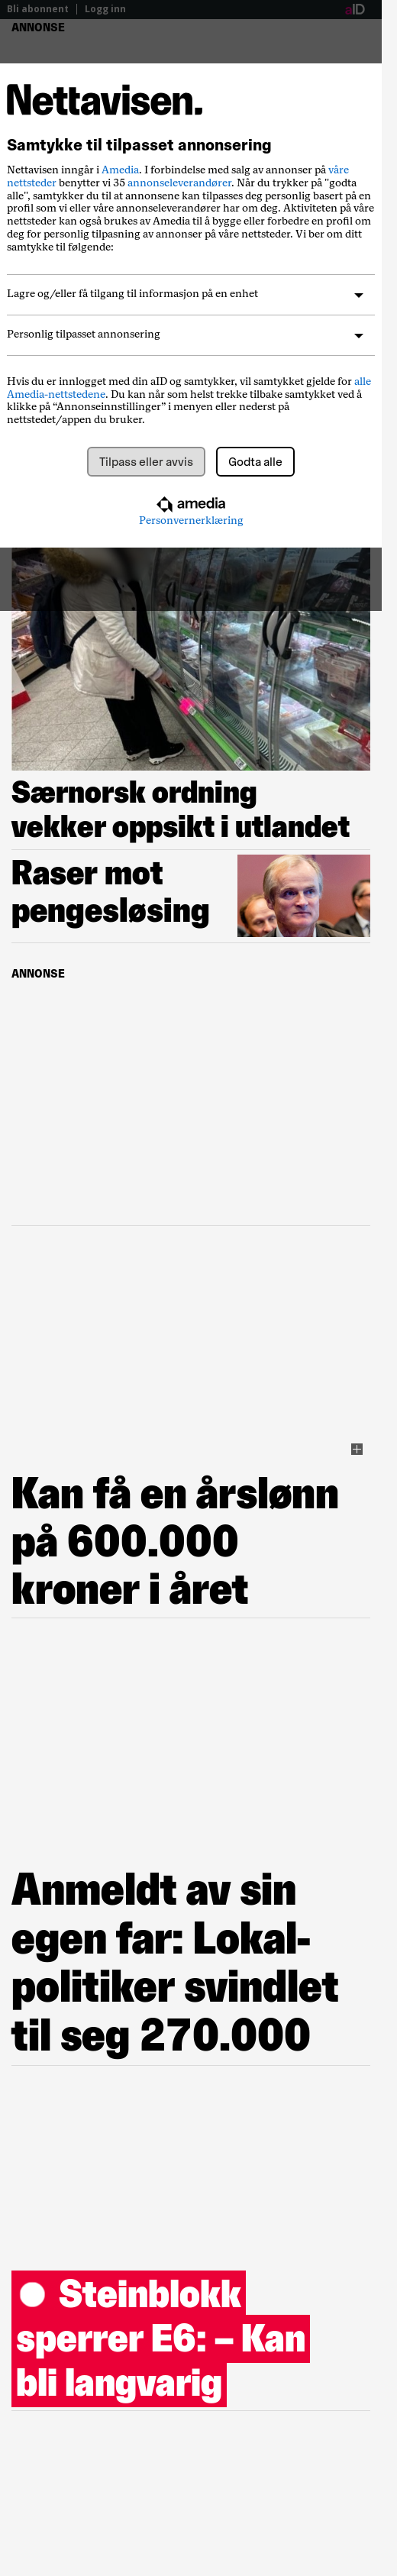 Bli abonnent | Logg inn aID
ANNONSE
Nettavisen.
Samtykke til tilpasset annonsering
Nettavisen inngår i Amedia. I forbindelse med salg av annonser på våre
nettsteder benytter vi 35 annonseleverandører. Når du trykker på "godta
alle", samtykker du til at annonsene kan tilpasses deg personlig basert på en
profil som vi eller våre annonseleverandører har om deg. Aktiviteten på våre
nettsteder kan også brukes av Amedia til å bygge eller forbedre en profil om
deg for personlig tilpasning av annonser på våre nettsteder. Vi ber om ditt
samtykke til følgende:
Lagre og/eller få tilgang til informasjon på en enhet
Personlig tilpasset annonsering
Hvis du er innlogget med din aID og samtykker, vil samtykket gjelde for alle
Amedia-nettstedene. Du kan når som helst trekke tilbake samtykket ved å
klikke på “Annonseinnstillinger” i menyen eller nederst på
nettstedet/appen du bruker.
Tilpass eller avvis
Godta alle
amedia
Personvernerklæring
Særnorsk ordning
vekker oppsikt i utlandet
Raser mot
pengesløsing
ANNONSE
Kan få en årslønn
på 600.000
kroner i året
Anmeldt av sin
egen far: Lokal-
politiker svindlet
til seg 270.000
Steinblokk
sperrer E6: – Kan
bli langvarig